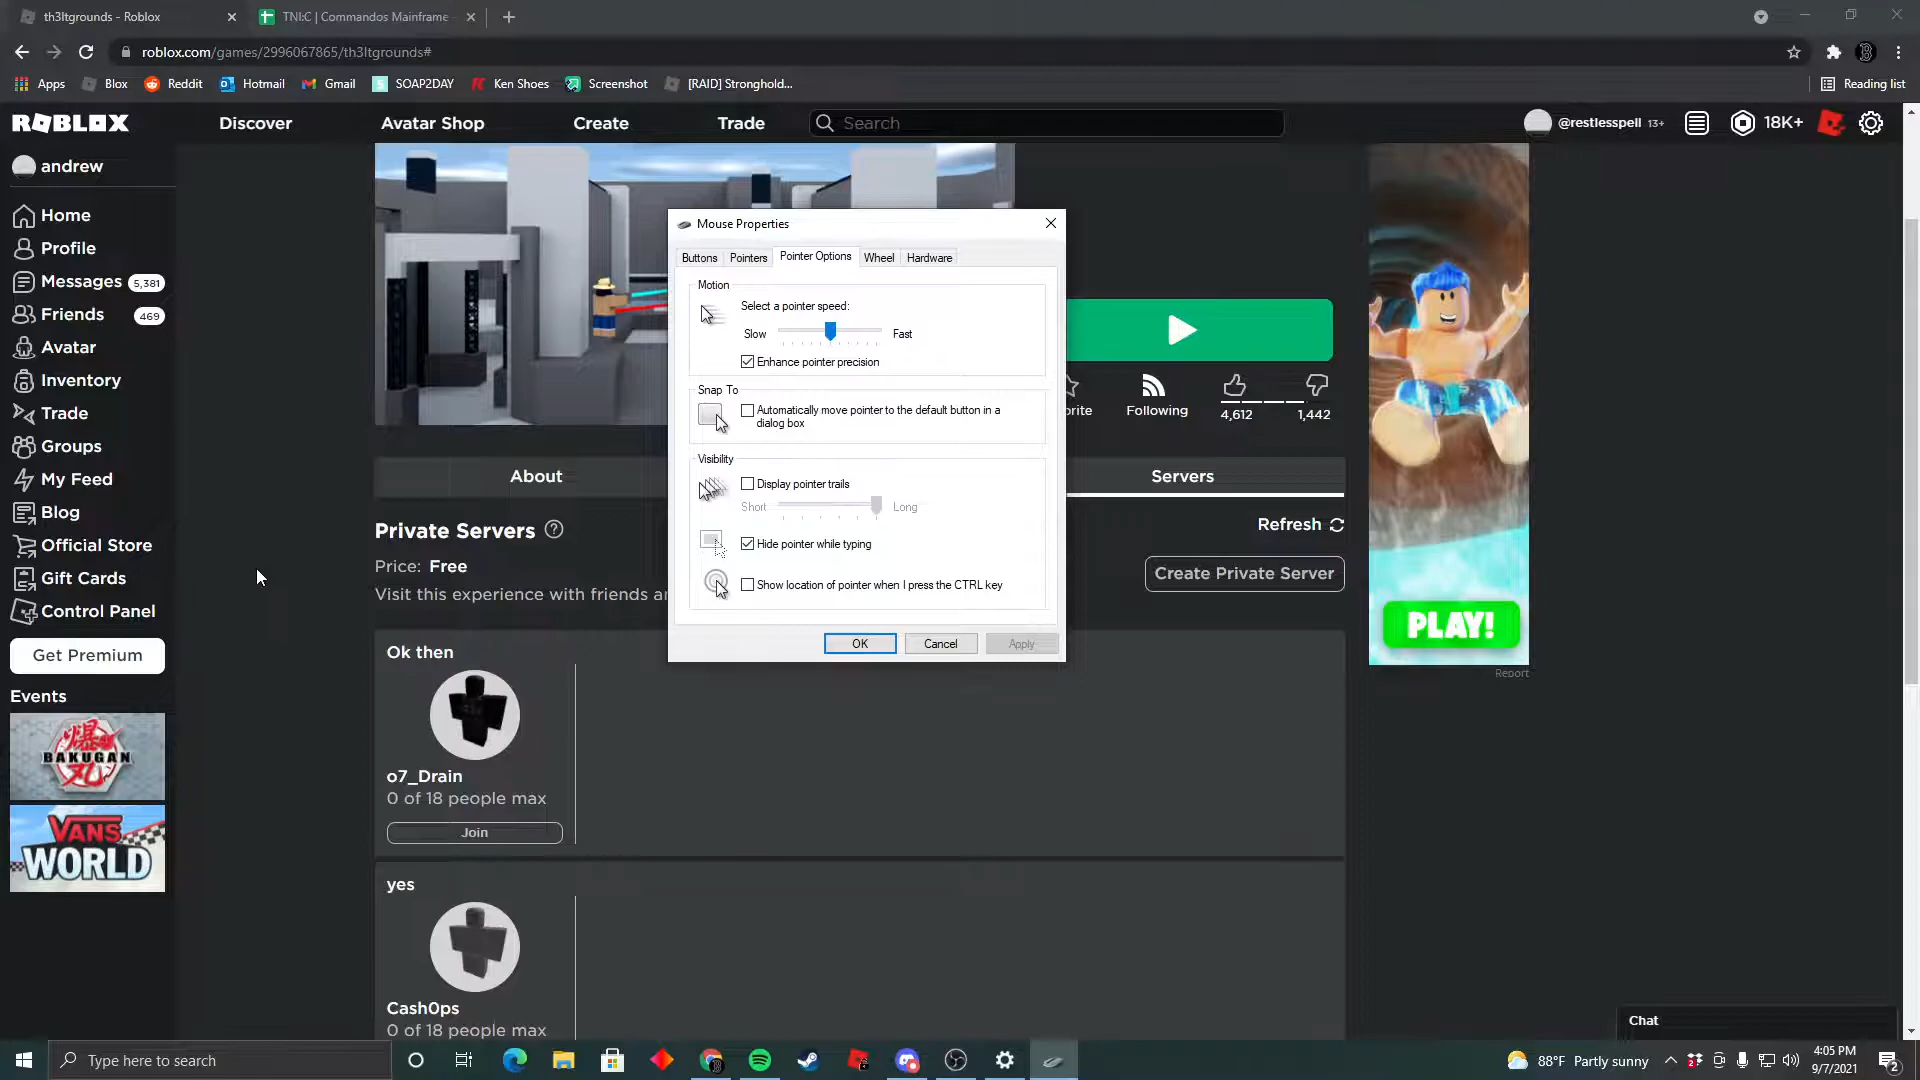 th3ltgrounds - Roblox
TNI:C | Commandos Mainframe
roblox.com/games/2996067865/th3ltgrounds#
Apps
Blox
Reddit
Hotmail
Gmail
SOAP2DAY
Ken Shoes
Screenshot
[RAID] Stronghold...
Reading list
ROBLOX
Discover
Avatar Shop
Create
Trade
Search
@restlesspell 13+
18K+
andrew
Home
Profile
Messages 5,381
Friends 469
Avatar
Inventory
Trade
Groups
My Feed
Blog
Official Store
Gift Cards
Control Panel
Get Premium
Events
BAKUGAN
VANS
WORLD
Mouse Properties
Buttons
Pointers
Pointer Options
Wheel
Hardware
Motion
Select a pointer speed:
Slow
Fast
Enhance pointer precision
Snap To
Automatically move pointer to the default button in a
dialog box
Visibility
Display pointer trails
Short
Long
Hide pointer while typing
Show location of pointer when I press the CTRL key
OK
Cancel
Apply
orite
Following
4,612
1,442
About
Servers
Private Servers
Refresh
Price: Free
Visit this experience with friends an
Create Private Server
Ok then
o7_Drain
0 of 18 people max
Join
yes
CashOps
0 of 18 people max
PLAY!
Report
Chat
Type here to search
88°F Partly sunny
4:05 PM
9/7/2021
2